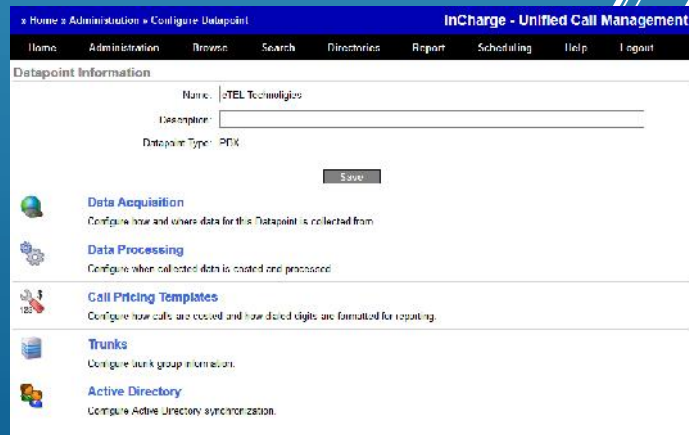 » Home » Administration » Configure Datapoint
InCharge - Unified Call Management
Home Administration Browse Search Directories Report Scheduling Help Logout
Datapoint Information
Name: eTEL Technoligies
Description:
Datapoint Type: PBX
Save
Data Acquisition
Configure how and where data for this Datapoint is collected from
Data Processing
Configure when collected data is costed and processed
Call Pricing Templates
Configure how calls are costed and how dialed digits are formatted for reporting.
Trunks
Configure trunk group information.
Active Directory
Configure Active Directory synchronization.